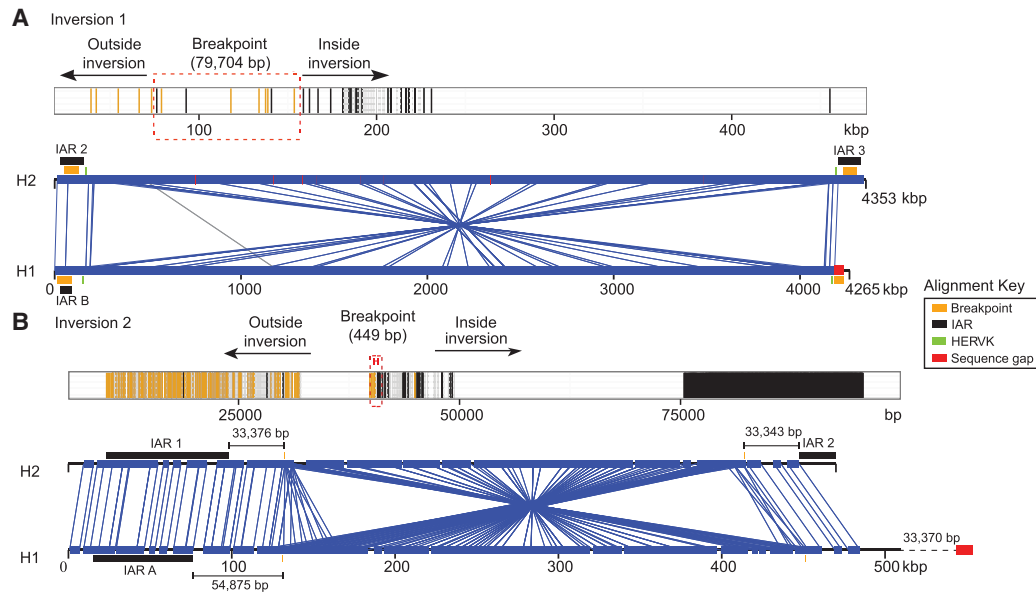 A
Inversion 1
Outside
inversion
Breakpoint
(79,704 bp)
Inside
inversion
100
200
300
400
kbp
IAR 2
IAR 3
H2
4353 kbp
H1
0
1000
2000
3000
4000
4265 kbp
IAR B
Alignment Key
Breakpoint
IAR
HERVK
Sequence gap
B
Inversion 2
Outside
inversion
Breakpoint
(449 bp)
Inside
inversion
H
25000
50000
75000
bp
IAR 1
33,376 bp
33,343 bp
IAR 2
H2
H1
33,370 bp
0
100
200
300
400
500
kbp
IAR A
54,875 bp